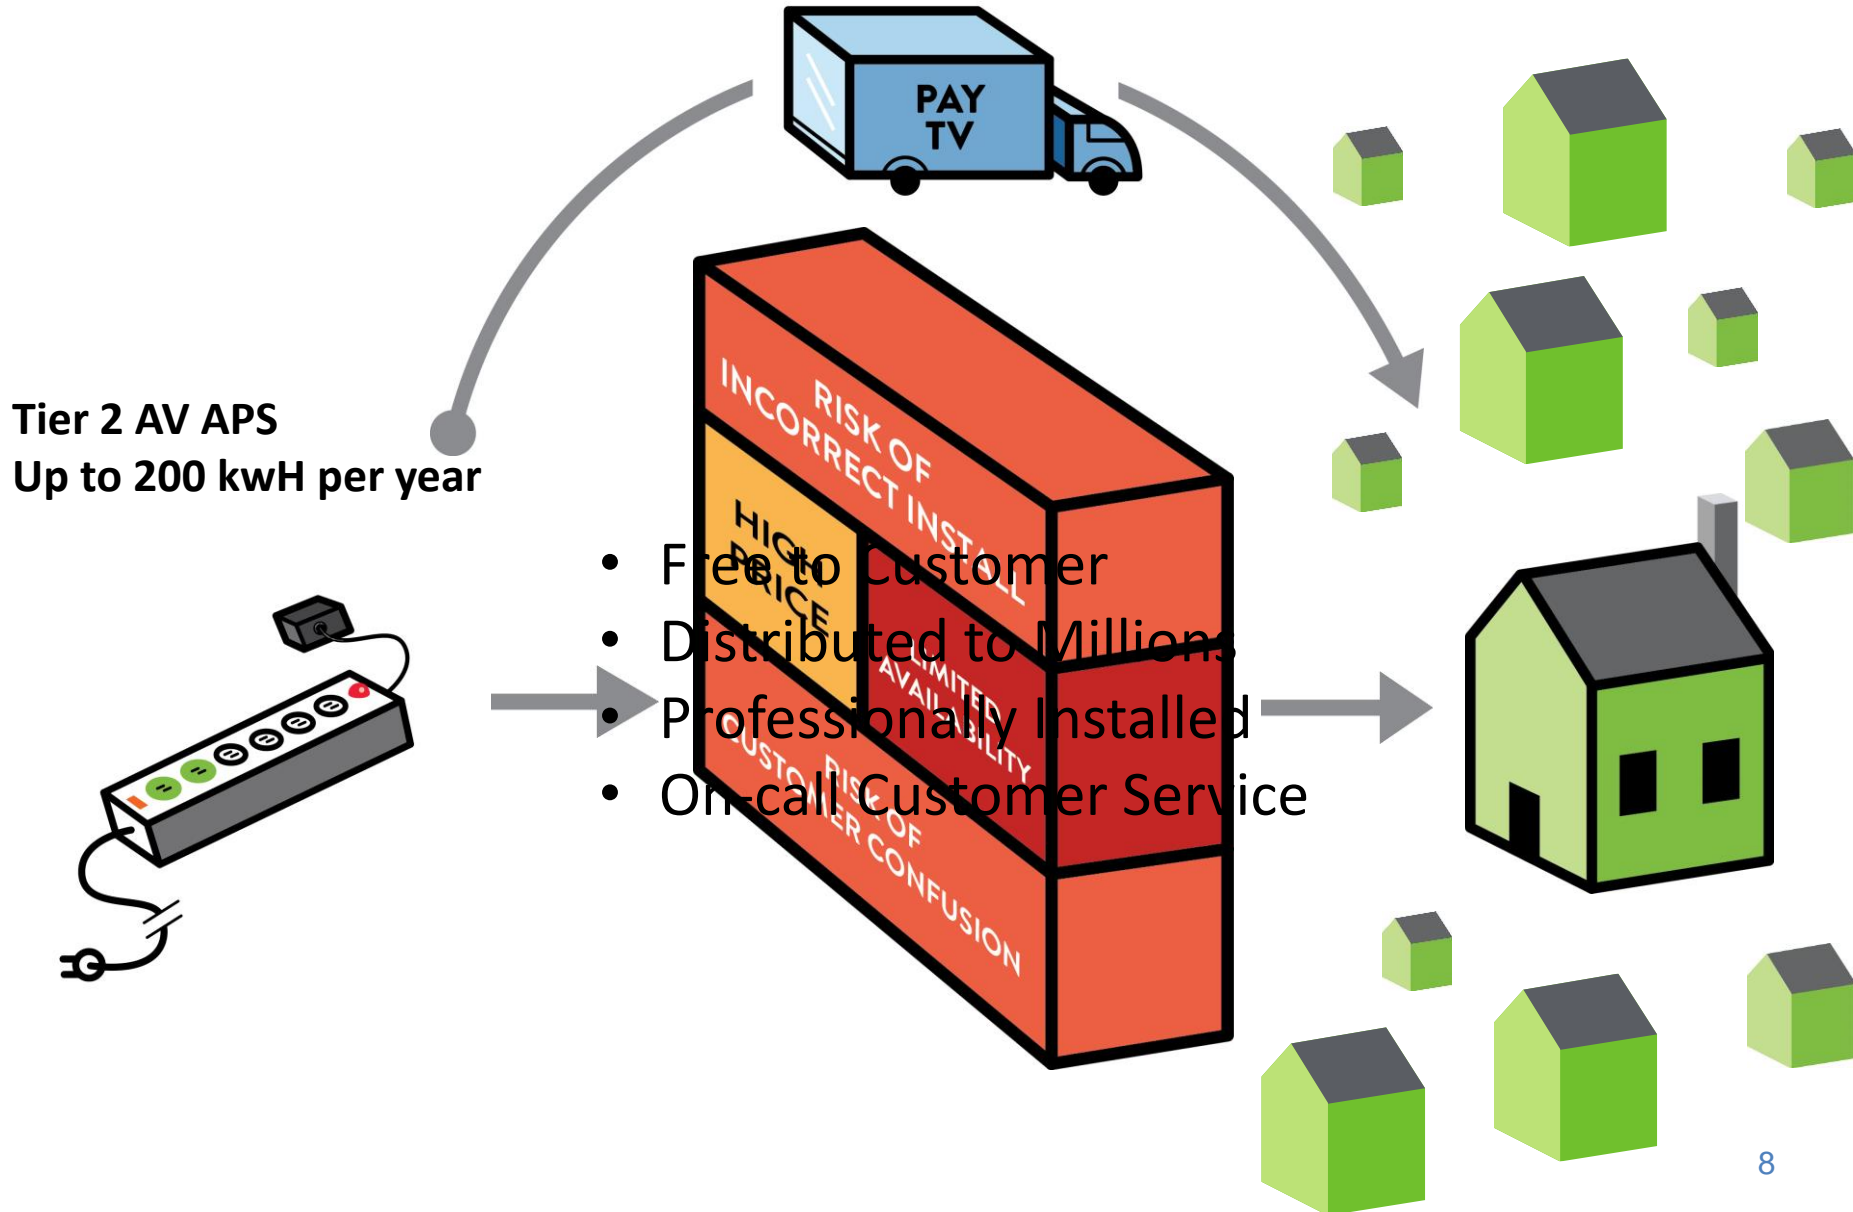 PAY
TV
Tier 2 AV APS
Up to 200 kwH per year
RISK OF
INCORRECT INSTALL
HIGH
PRICE
LIMITED
AVAILABILITY
RISK OF
CUSTOMER CONFUSION
• Free to Customer
• Distributed to Millions
• Professionally Installed
• On-call Customer Service
8